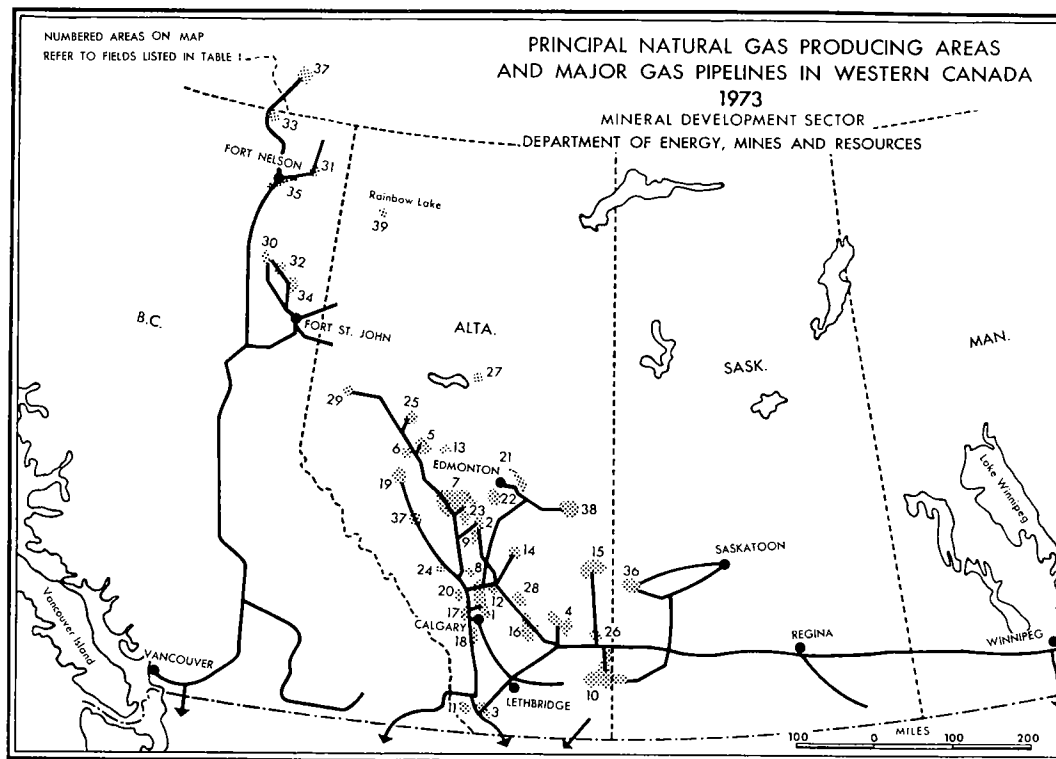 NUMBERED AREAS ON MAP
REFER TO FIELDS LISTED IN TABLE 1
PRINCIPAL NATURAL GAS PRODUCING AREAS
AND MAJOR GAS PIPELINES IN WESTERN CANADA
1973
MINERAL DEVELOPMENT SECTOR
DEPARTMENT OF ENERGY, MINES AND RESOURCES
37
33
FORT NELSON
31
35
Rainbow Lake
39
30
32
34
B.C.
FORT ST. JOHN
ALTA.
SASK.
MAN.
27
29
25
5
6
13
21
EDMONTON
19
7
22
23
38
37
2
9
14
15
SASKATOON
24
8
36
20
12
28
17
1
4
CALGARY
16
26
18
REGINA
WINNIPEG
Lake Winnipeg
Vancouver Island
VANCOUVER
10
LETHBRIDGE
11
3
MILES
100
0
100
200